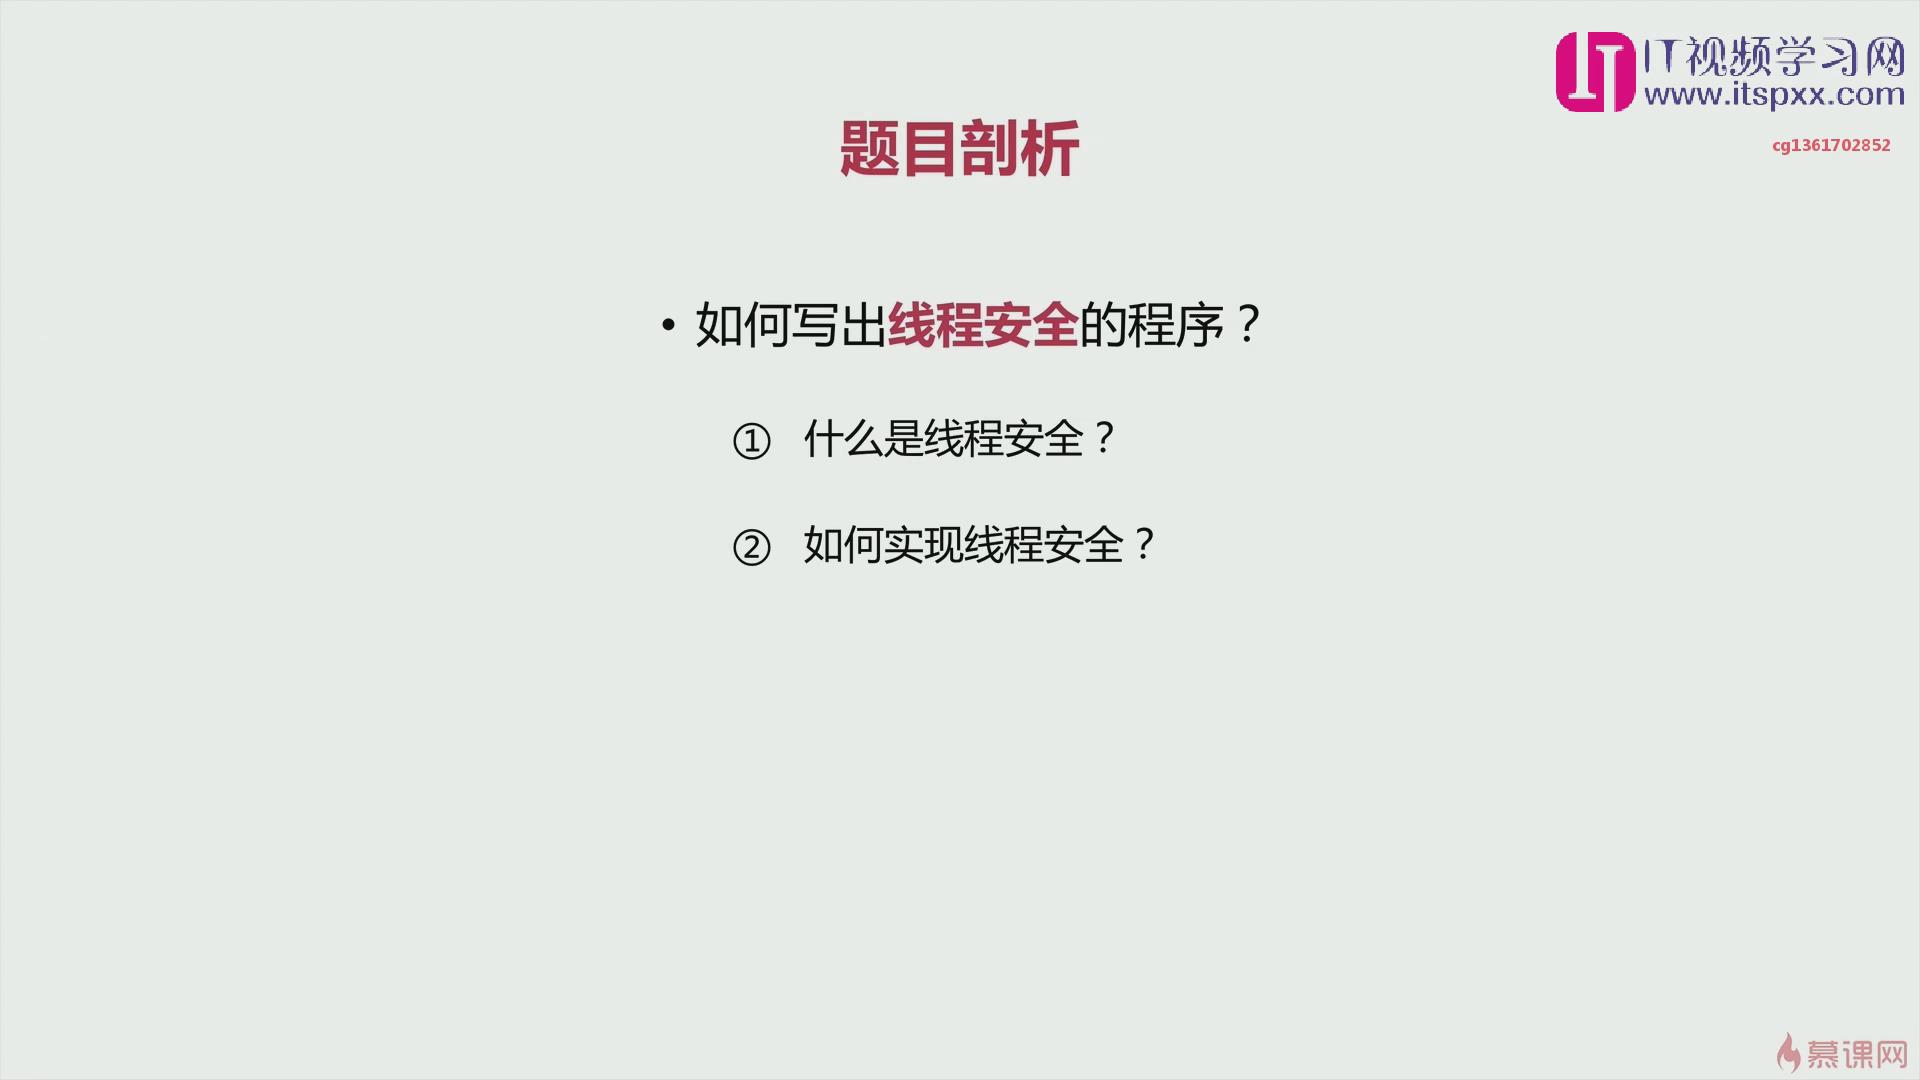 IT视频学习网
www.itspxx.com
cg1361702852
题目剖析
• 如何写出线程安全的程序？
① 什么是线程安全？
② 如何实现线程安全？
慕课网